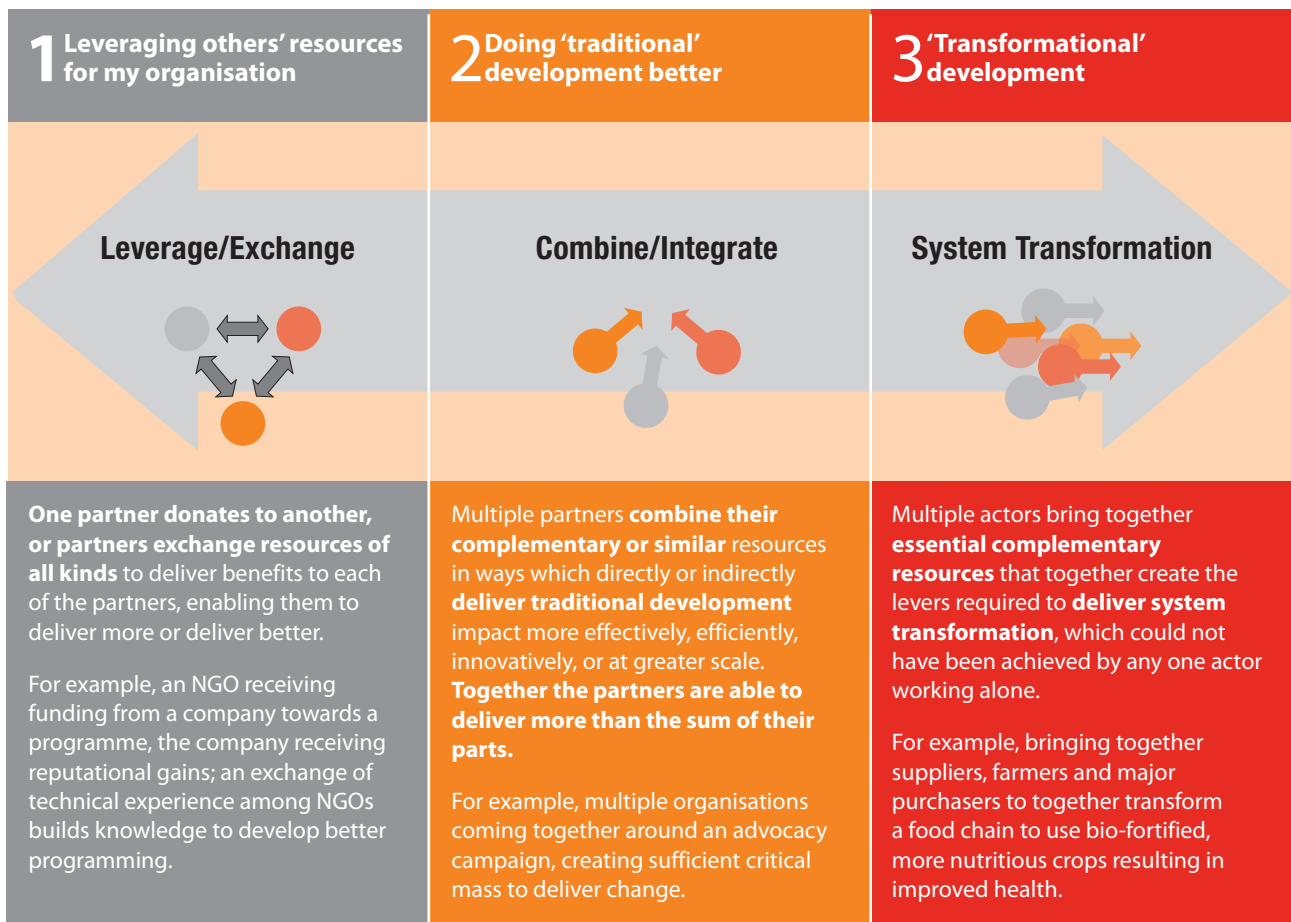 1 Leveraging others’ resources
for my organisation
2 Doing ‘traditional’
development better
3 ‘Transformational’
development
Leverage/Exchange
Combine/Integrate
System Transformation
One partner donates to another,
or partners exchange resources of
all kinds to deliver benefits to each
of the partners, enabling them to
deliver more or deliver better.
For example, an NGO receiving
funding from a company towards a
programme, the company receiving
reputational gains; an exchange of
technical experience among NGOs
builds knowledge to develop better
programming.
Multiple partners combine their
complementary or similar resources
in ways which directly or indirectly
deliver traditional development
impact more effectively, efficiently,
innovatively, or at greater scale.
Together the partners are able to
deliver more than the sum of their
parts.
For example, multiple organisations
coming together around an advocacy
campaign, creating sufficient critical
mass to deliver change.
Multiple actors bring together
essential complementary
resources that together create the
levers required to deliver system
transformation, which could not
have been achieved by any one actor
working alone.
For example, bringing together
suppliers, farmers and major
purchasers to together transform
a food chain to use bio-fortified,
more nutritious crops resulting in
improved health.